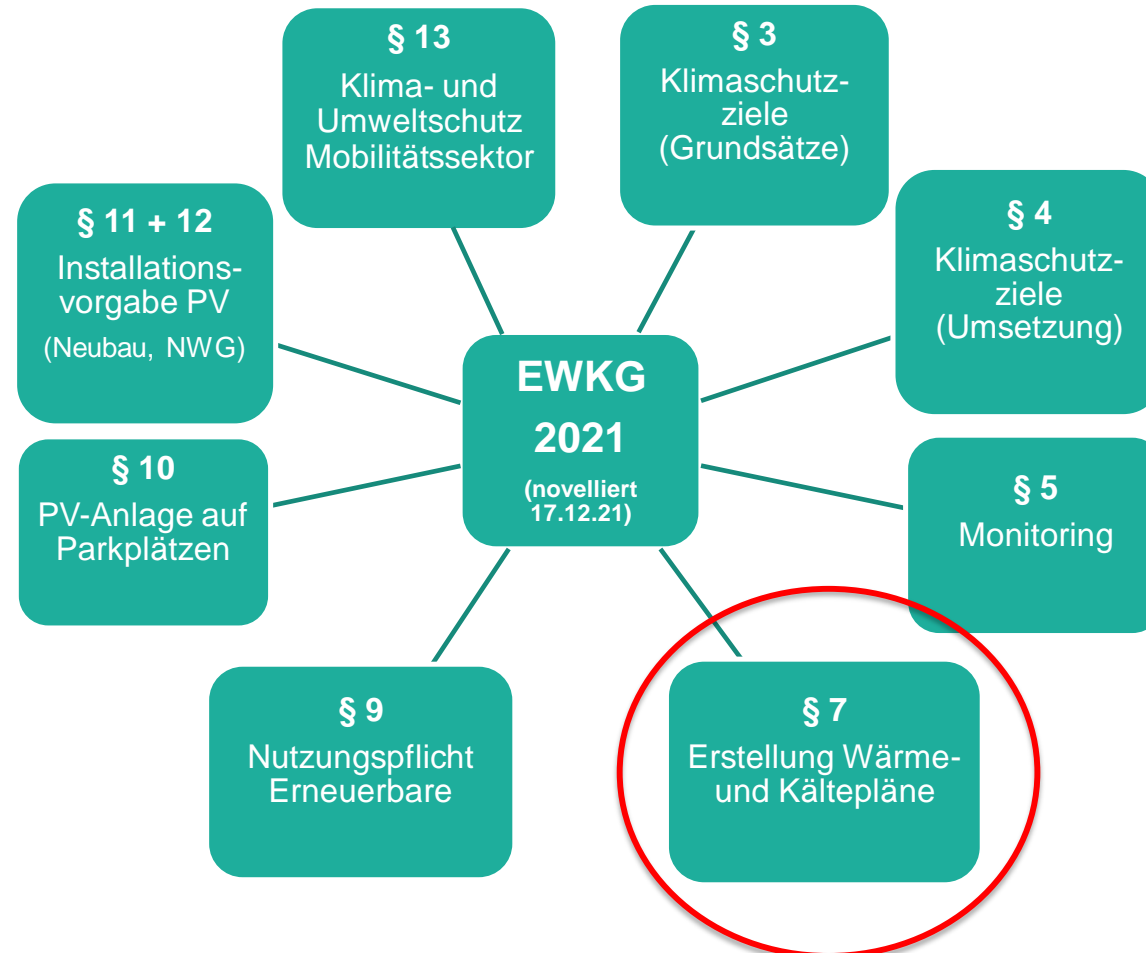 § 13
Klima- und
Umweltschutz
Mobilitätssektor
§ 3
Klimaschutz-
ziele
(Grundsätze)
§ 11 + 12
Installations-
vorgabe PV
(Neubau, NWG)
§ 4
Klimaschutz-
ziele
(Umsetzung)
EWKG
2021
(novelliert
17.12.21)
§ 10
PV-Anlage auf
Parkplätzen
§ 5
Monitoring
§ 9
Nutzungspflicht
Erneuerbare
§ 7
Erstellung Wärme-
und Kältepläne